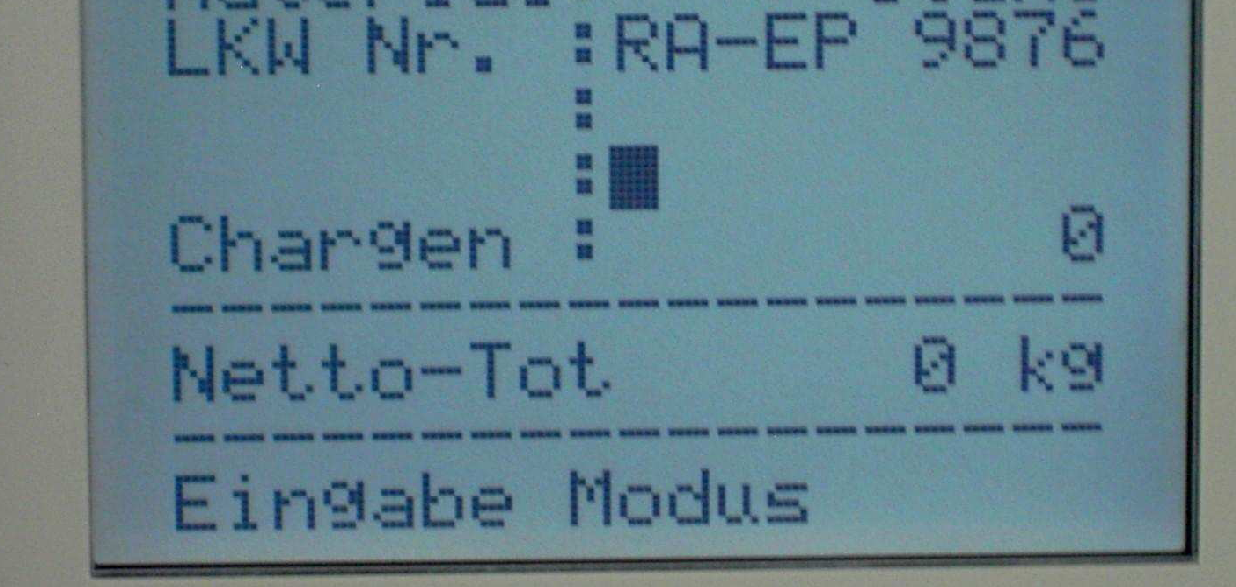 LKW Nr. :RA-EP 9876
:
:
Chargen : 0
-------------------
Netto-Tot 0 kg
-------------------
Eingabe Modus